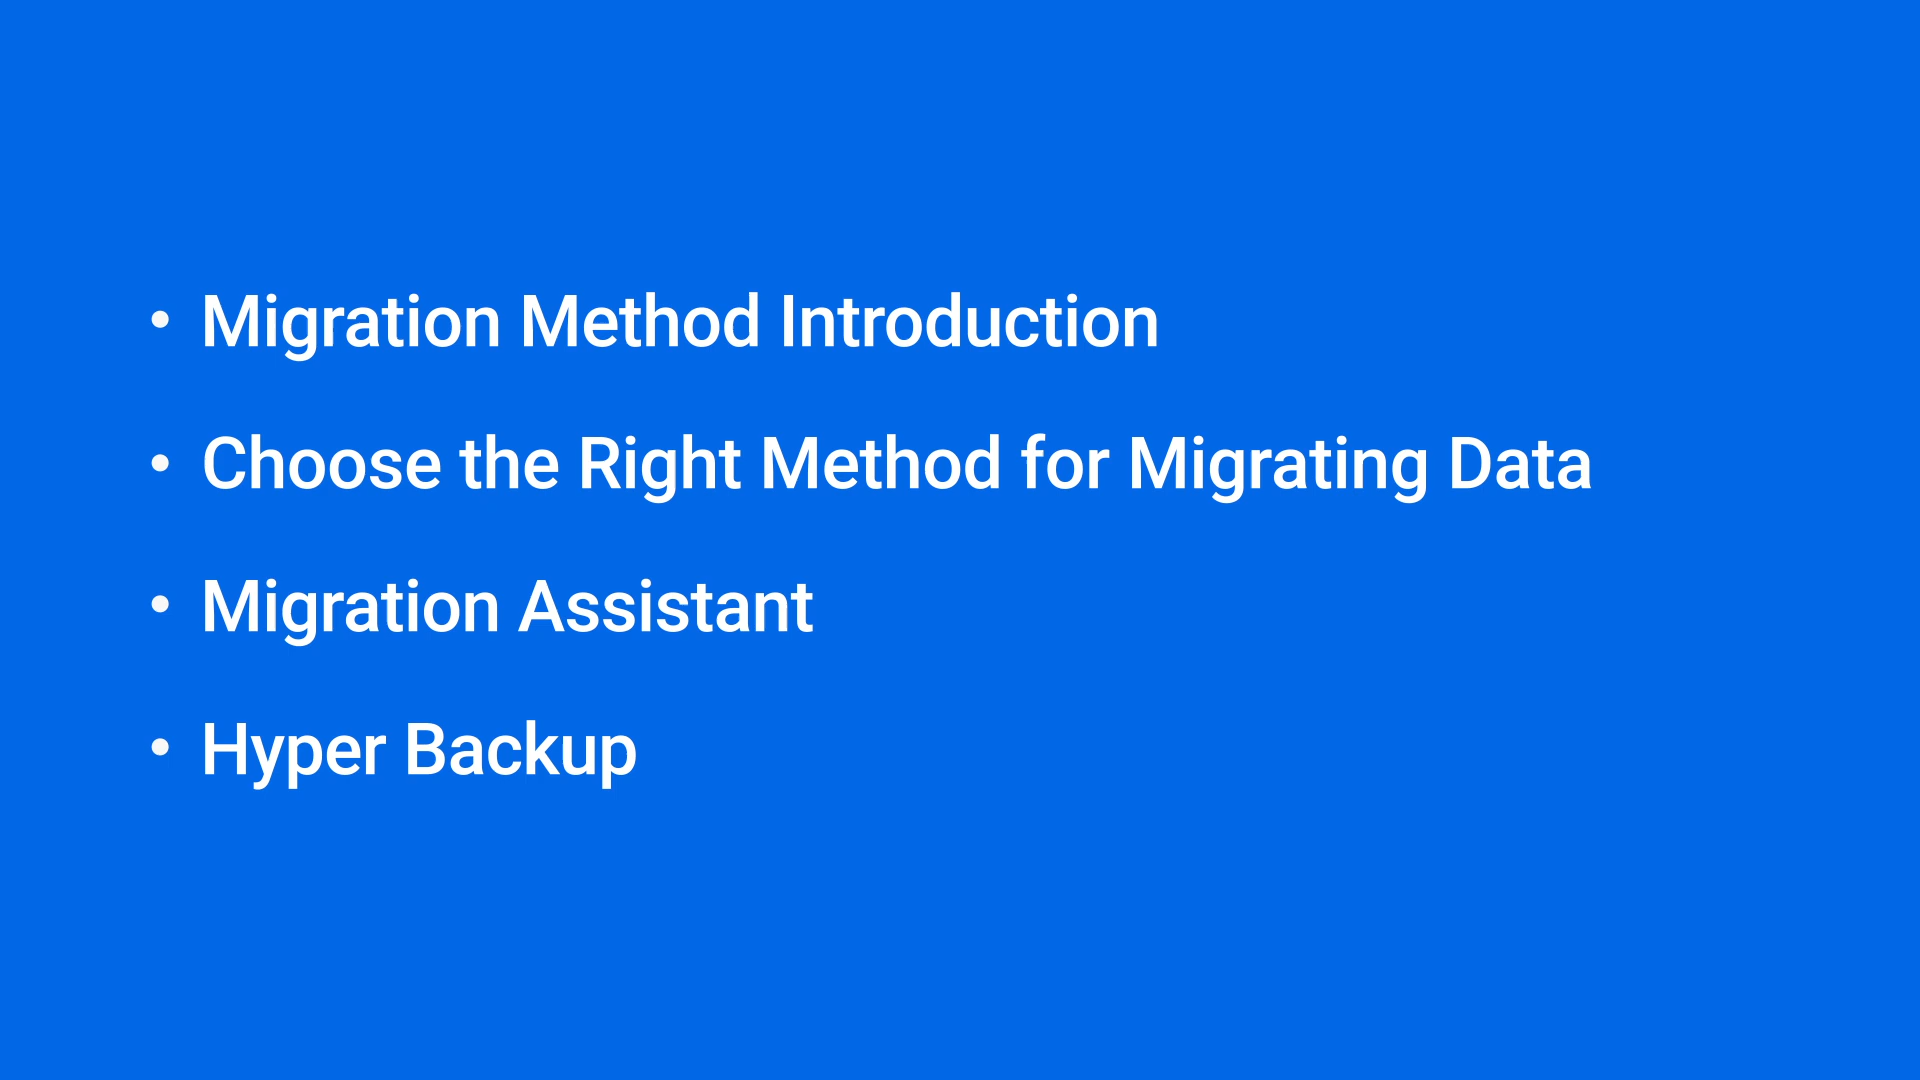 • Migration Method Introduction
• Choose the Right Method for Migrating Data
• Migration Assistant
• Hyper Backup